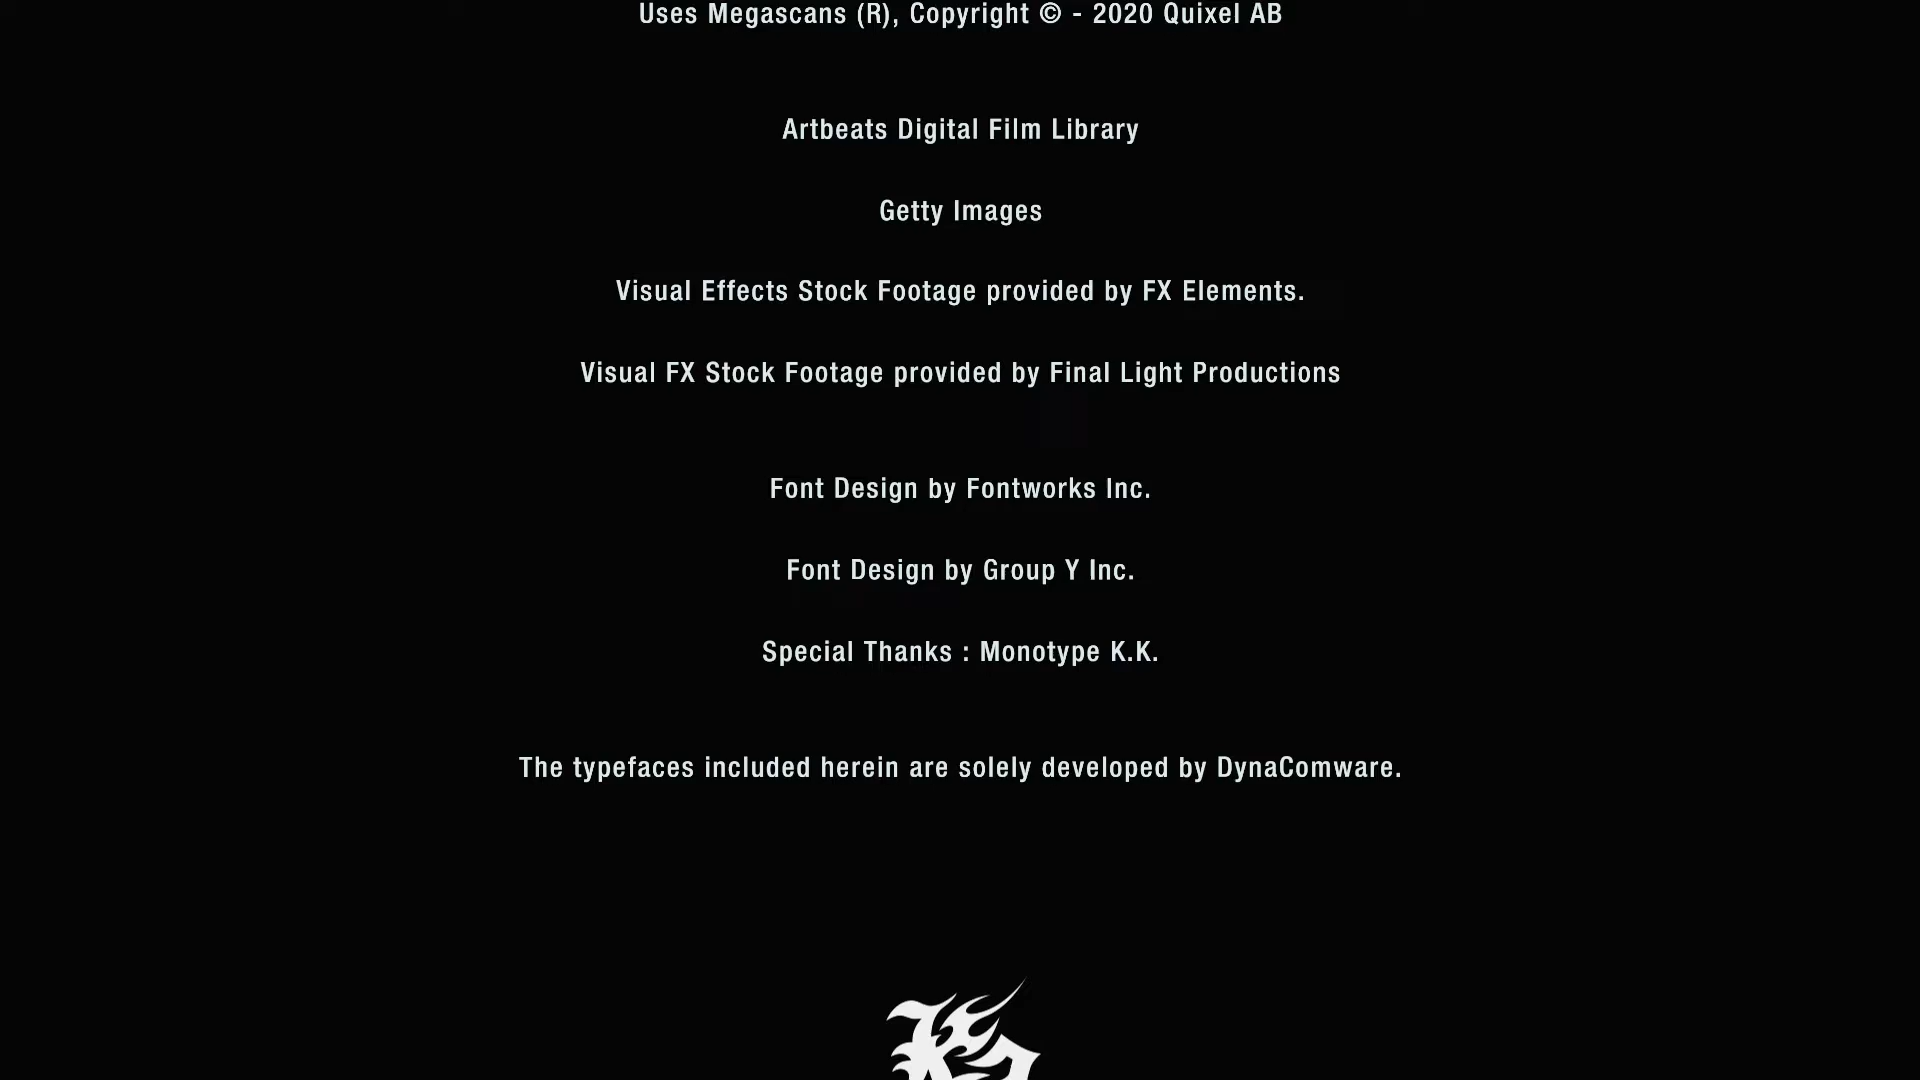 Uses Megascans (R), Copyright © - 2020 Quixel AB
Artbeats Digital Film Library
Getty Images
Visual Effects Stock Footage provided by FX Elements.
Visual FX Stock Footage provided by Final Light Productions
Font Design by Fontworks Inc.
Font Design by Group Y Inc.
Special Thanks : Monotype K.K.
The typefaces included herein are solely developed by DynaComware.